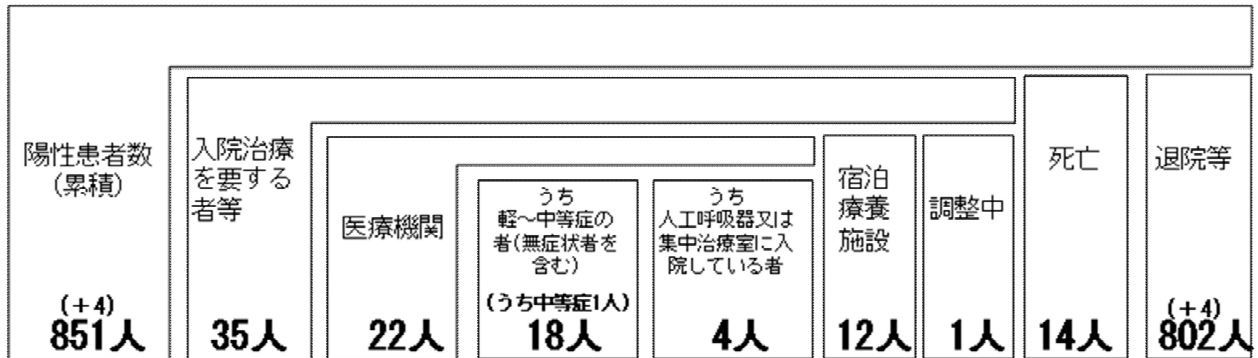 陽性患者数
(累積)
(+4)
851人
入院治療
を要する
者等
35人
医療機関
22人
うち
軽～中等症の
者(無症状者を
含む)
(うち中等症1人)
18人
うち
人工呼吸器又は
集中治療室に入
院している者
4人
宿泊
療養
施設
12人
調整中
1人
死亡
14人
退院等
(+4)
802人